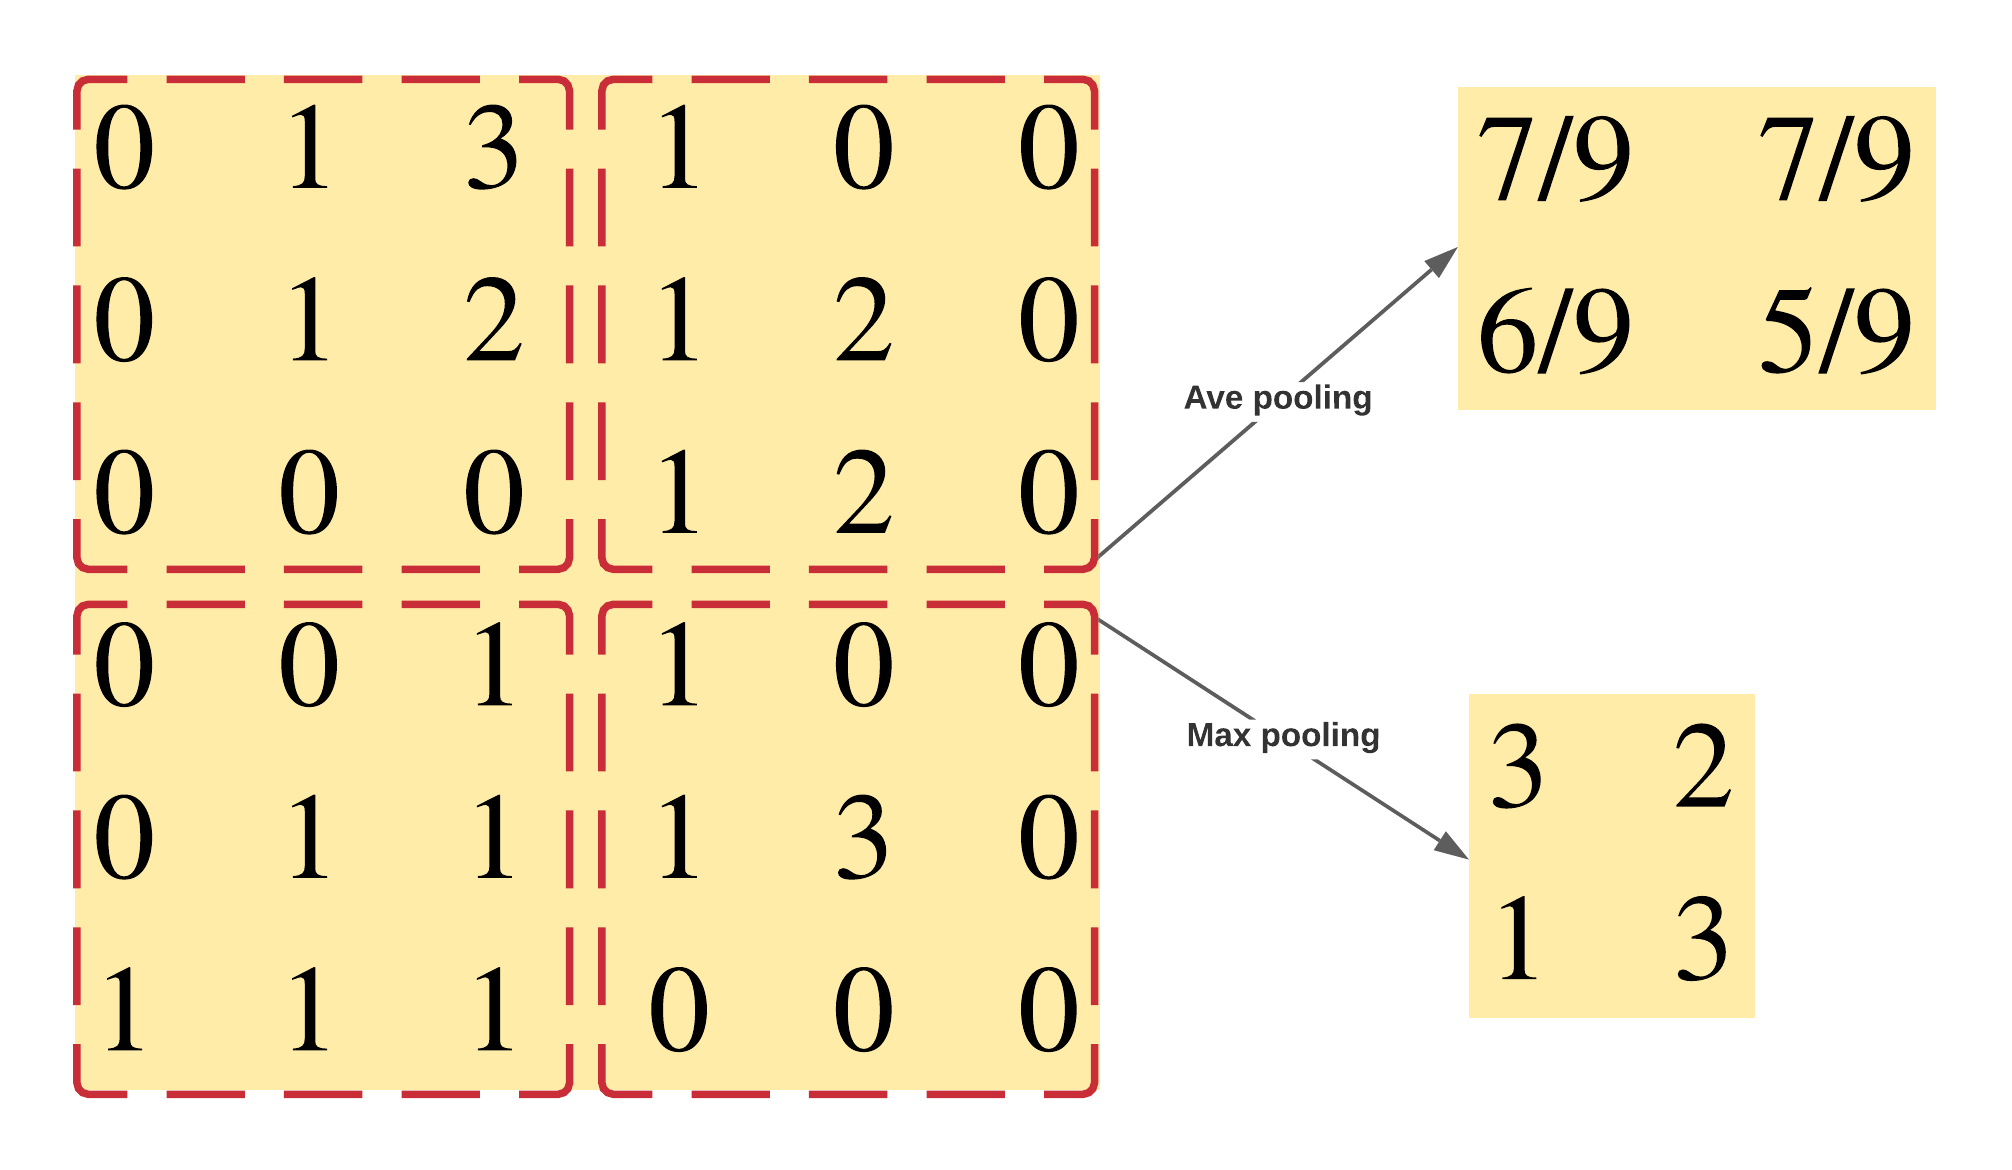 0 1 3 1 0 0
0 1 2 1 2 0
0 0 0 1 2 0
0 0 1 1 0 0
0 1 1 1 3 0
1 1 1 0 0 0
Ave pooling
7/9 7/9
6/9 5/9
Max pooling
3 2
1 3